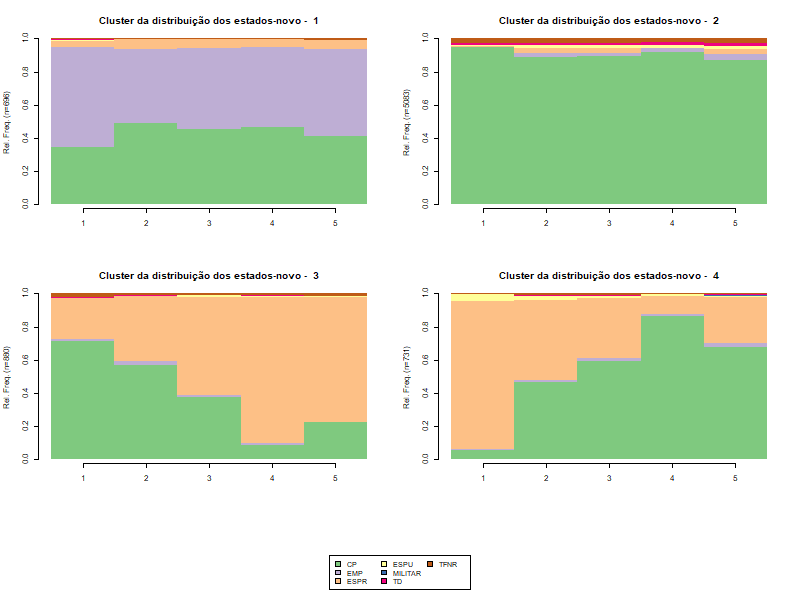 Cluster da distribuição dos estados-novo - 1
Rel. Freq. (n=696)
0.0 0.2 0.4 0.6 0.8 1.0
1 2 3 4 5
Cluster da distribuição dos estados-novo - 2
Rel. Freq. (n=5083)
0.0 0.2 0.4 0.6 0.8 1.0
1 2 3 4 5
Cluster da distribuição dos estados-novo - 3
Rel. Freq. (n=880)
0.0 0.2 0.4 0.6 0.8 1.0
1 2 3 4 5
Cluster da distribuição dos estados-novo - 4
Rel. Freq. (n=731)
0.0 0.2 0.4 0.6 0.8 1.0
1 2 3 4 5
CP ESPU TFNR
EMP MILITAR
ESPR TD